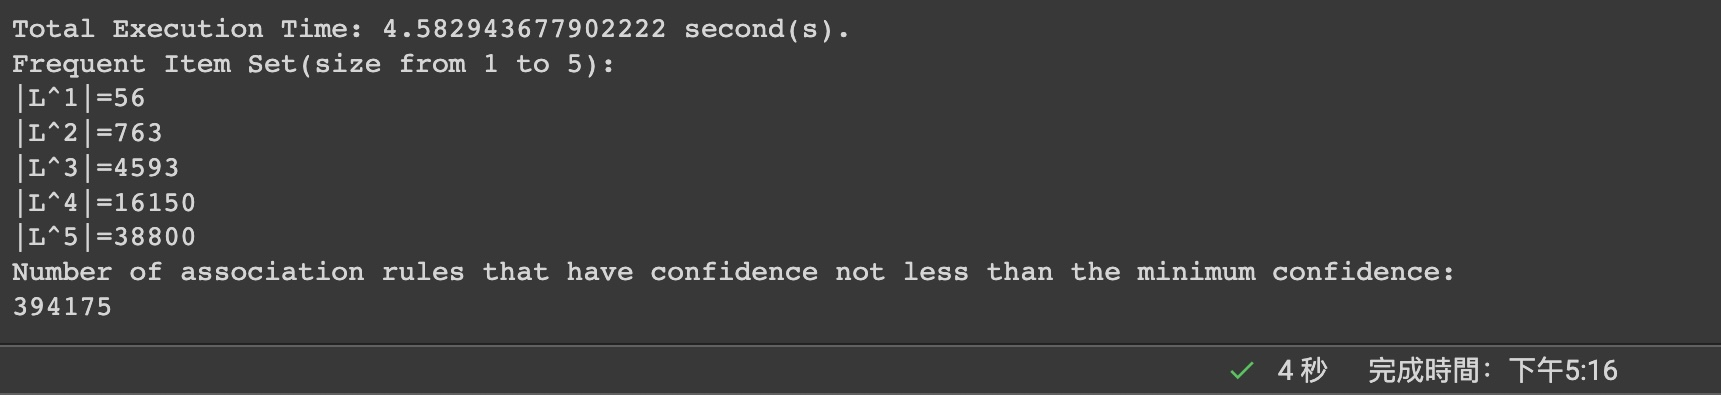 Total Execution Time: 4.582943677902222 second(s).
Frequent Item Set(size from 1 to 5):
|L^1|=56
|L^2|=763
|L^3|=4593
|L^4|=16150
|L^5|=38800
Number of association rules that have confidence not less than the minimum confidence:
394175
✓ 4 秒 完成時間：下午5:16